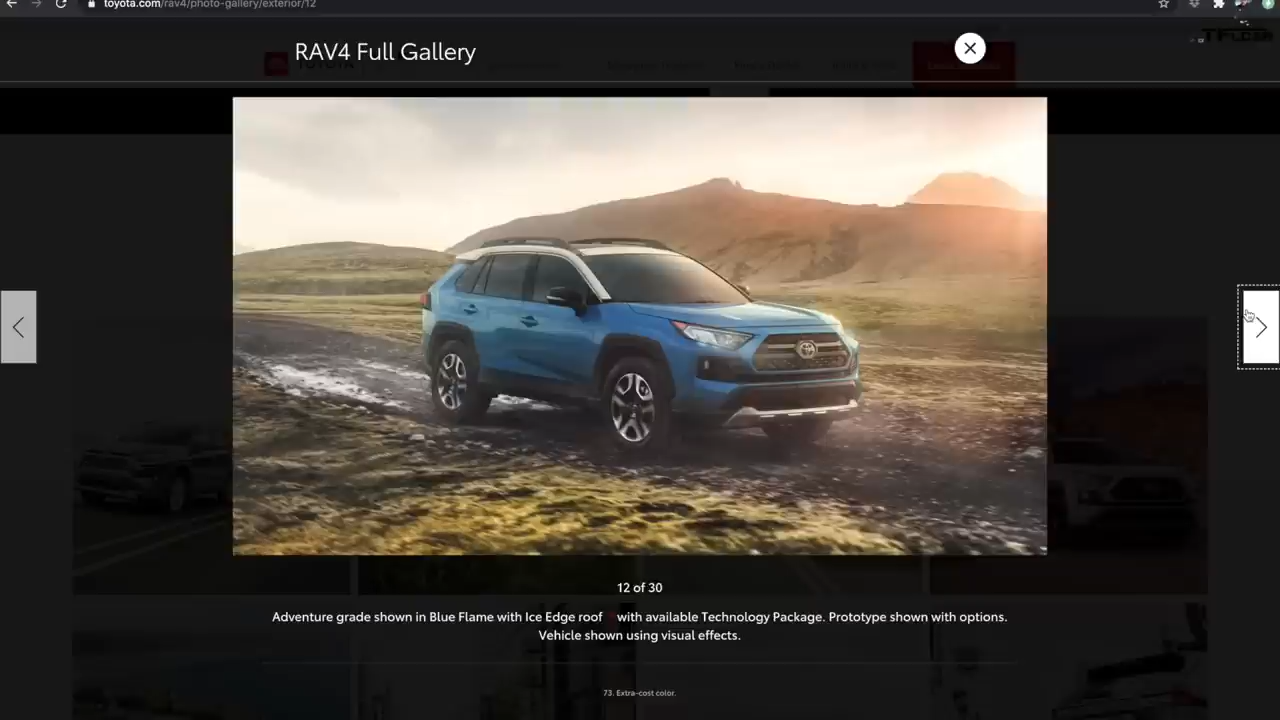 toyota.com/rav4/photo-gallery/exterior/12
RAV4 Full Gallery
12 of 30
Adventure grade shown in Blue Flame with Ice Edge roof with available Technology Package. Prototype shown with options.
Vehicle shown using visual effects.
73. Extra-cost color.